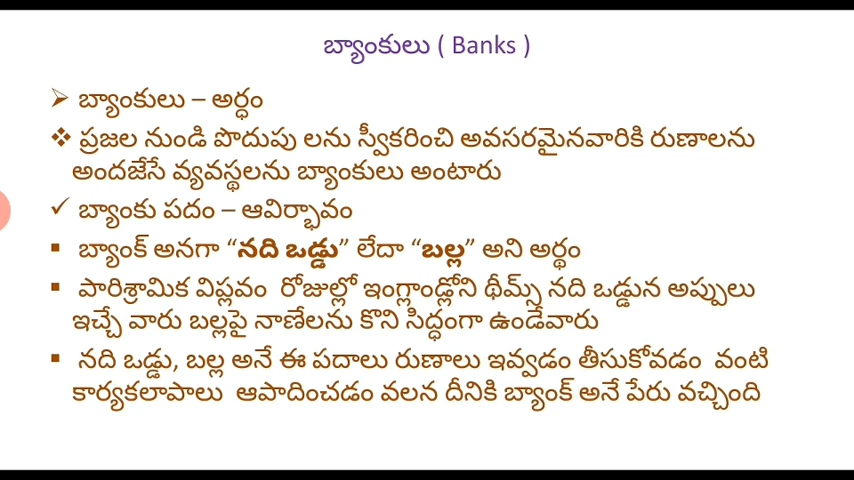 బ్యాంకులు ( Banks )
➢ బ్యాంకులు – అర్ధం
❖ ప్రజల నుండి పొదుపు లను స్వీకరించి అవసరమైనవారికి రుణాలను
అందజేసే వ్యవస్థలను బ్యాంకులు అంటారు
✓ బ్యాంకు పదం – ఆవిర్భావం
▪ బ్యాంక్ అనగా “నది ఒడ్డు” లేదా “బల్ల” అని అర్థం
▪ పారిశ్రామిక విప్లవం రోజుల్లో ఇంగ్లాండ్లోని థీమ్స్ నది ఒడ్డున అప్పులు
ఇచ్చే వారు బల్లపై నాణేలను కొని సిద్ధంగా ఉండేవారు
▪ నది ఒడ్డు, బల్ల అనే ఈ పదాలు రుణాలు ఇవ్వడం తీసుకోవడం వంటి
కార్యకలాపాలు ఆపాదించడం వలన దీనికి బ్యాంక్ అనే పేరు వచ్చింది